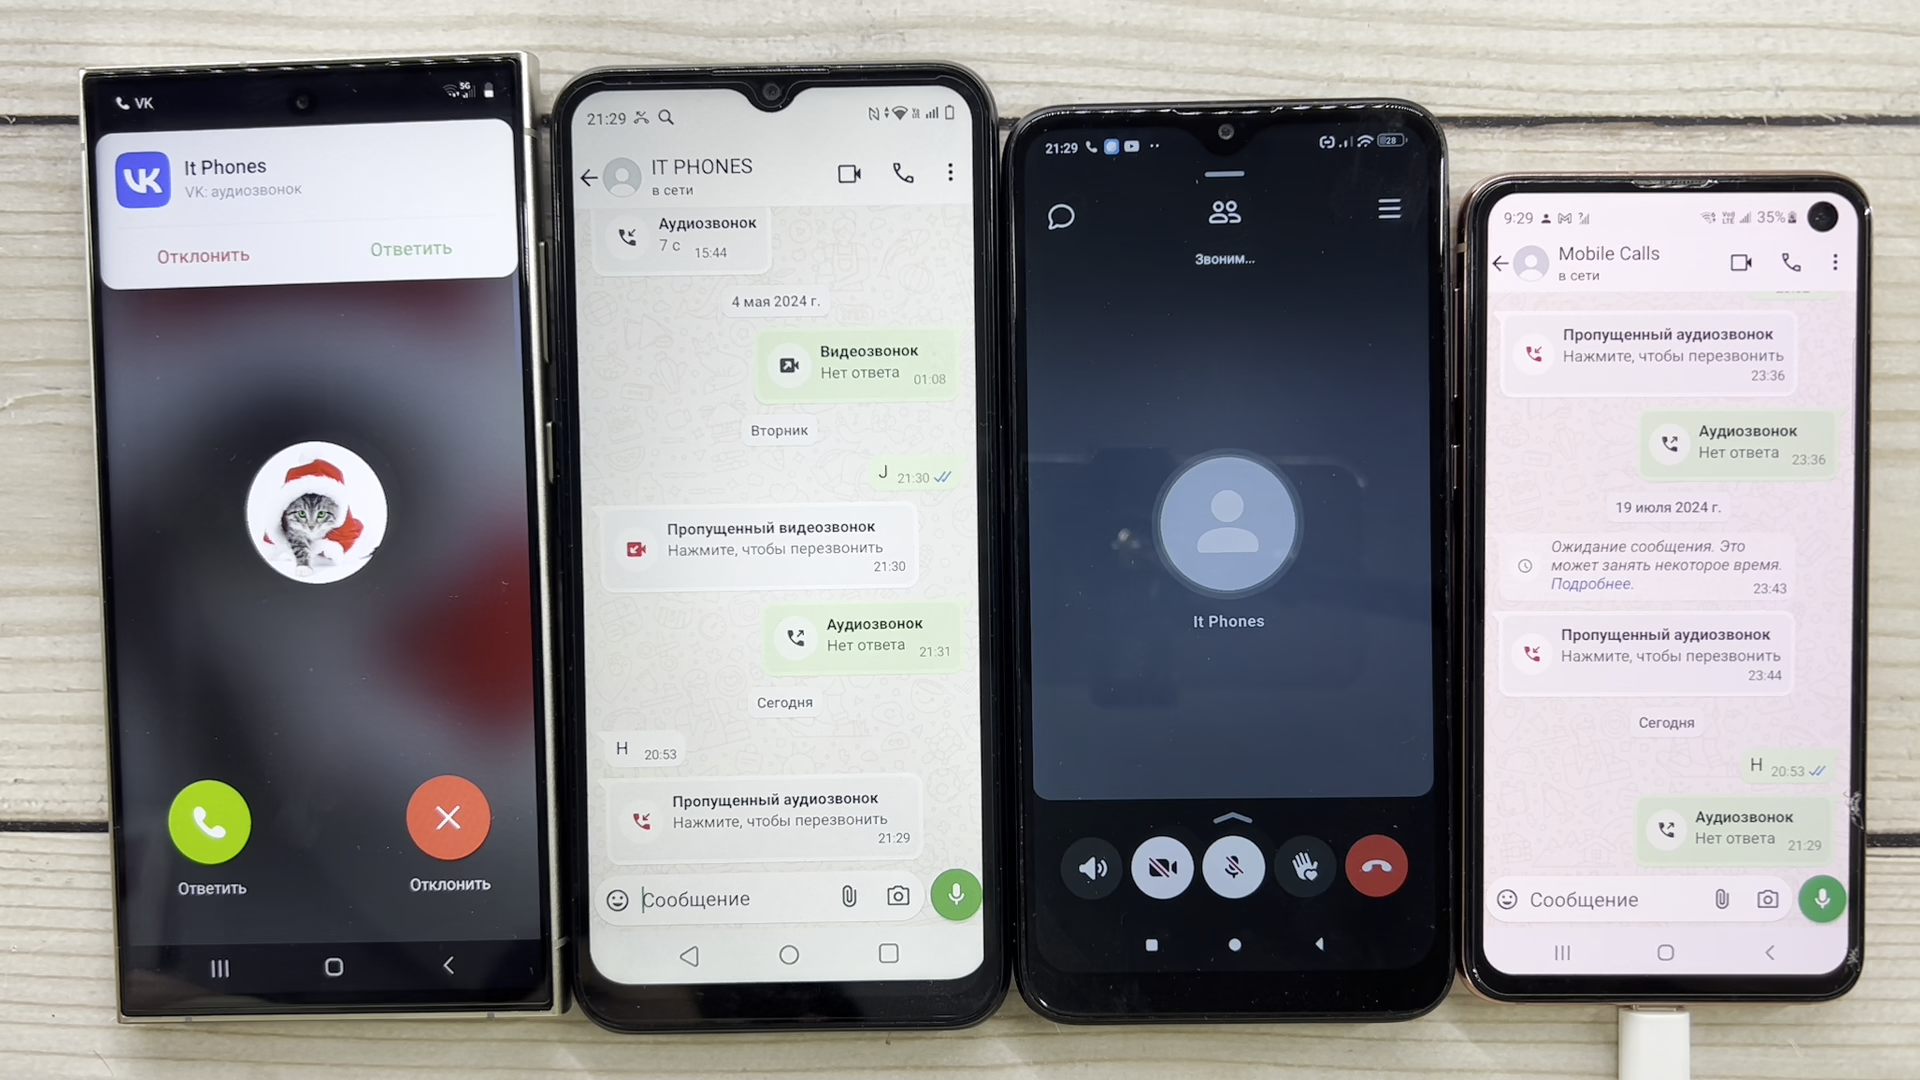 VK
5G
VK
It Phones
VK: аудиозвонок
Отклонить
Ответить
Ответить
Отклонить
21:29
IT PHONES
в сети
Аудиозвонок
7 с 15:44
4 мая 2024 г.
Видеозвонок
Нет ответа 01:08
Вторник
J 21:30
Пропущенный видеозвонок
Нажмите, чтобы перезвонить
21:30
Аудиозвонок
Нет ответа 21:31
Сегодня
H 20:53
Пропущенный аудиозвонок
Нажмите, чтобы перезвонить
21:29
Сообщение
21:29
28
Звоним...
It Phones
9:29
35%
Mobile Calls
в сети
Пропущенный аудиозвонок
Нажмите, чтобы перезвонить
23:36
Аудиозвонок
Нет ответа 23:36
19 июля 2024 г.
Ожидание сообщения. Это
может занять некоторое время.
Подробнее.
23:43
Пропущенный аудиозвонок
Нажмите, чтобы перезвонить
23:44
Сегодня
H 20:53
Аудиозвонок
Нет ответа 21:29
Сообщение